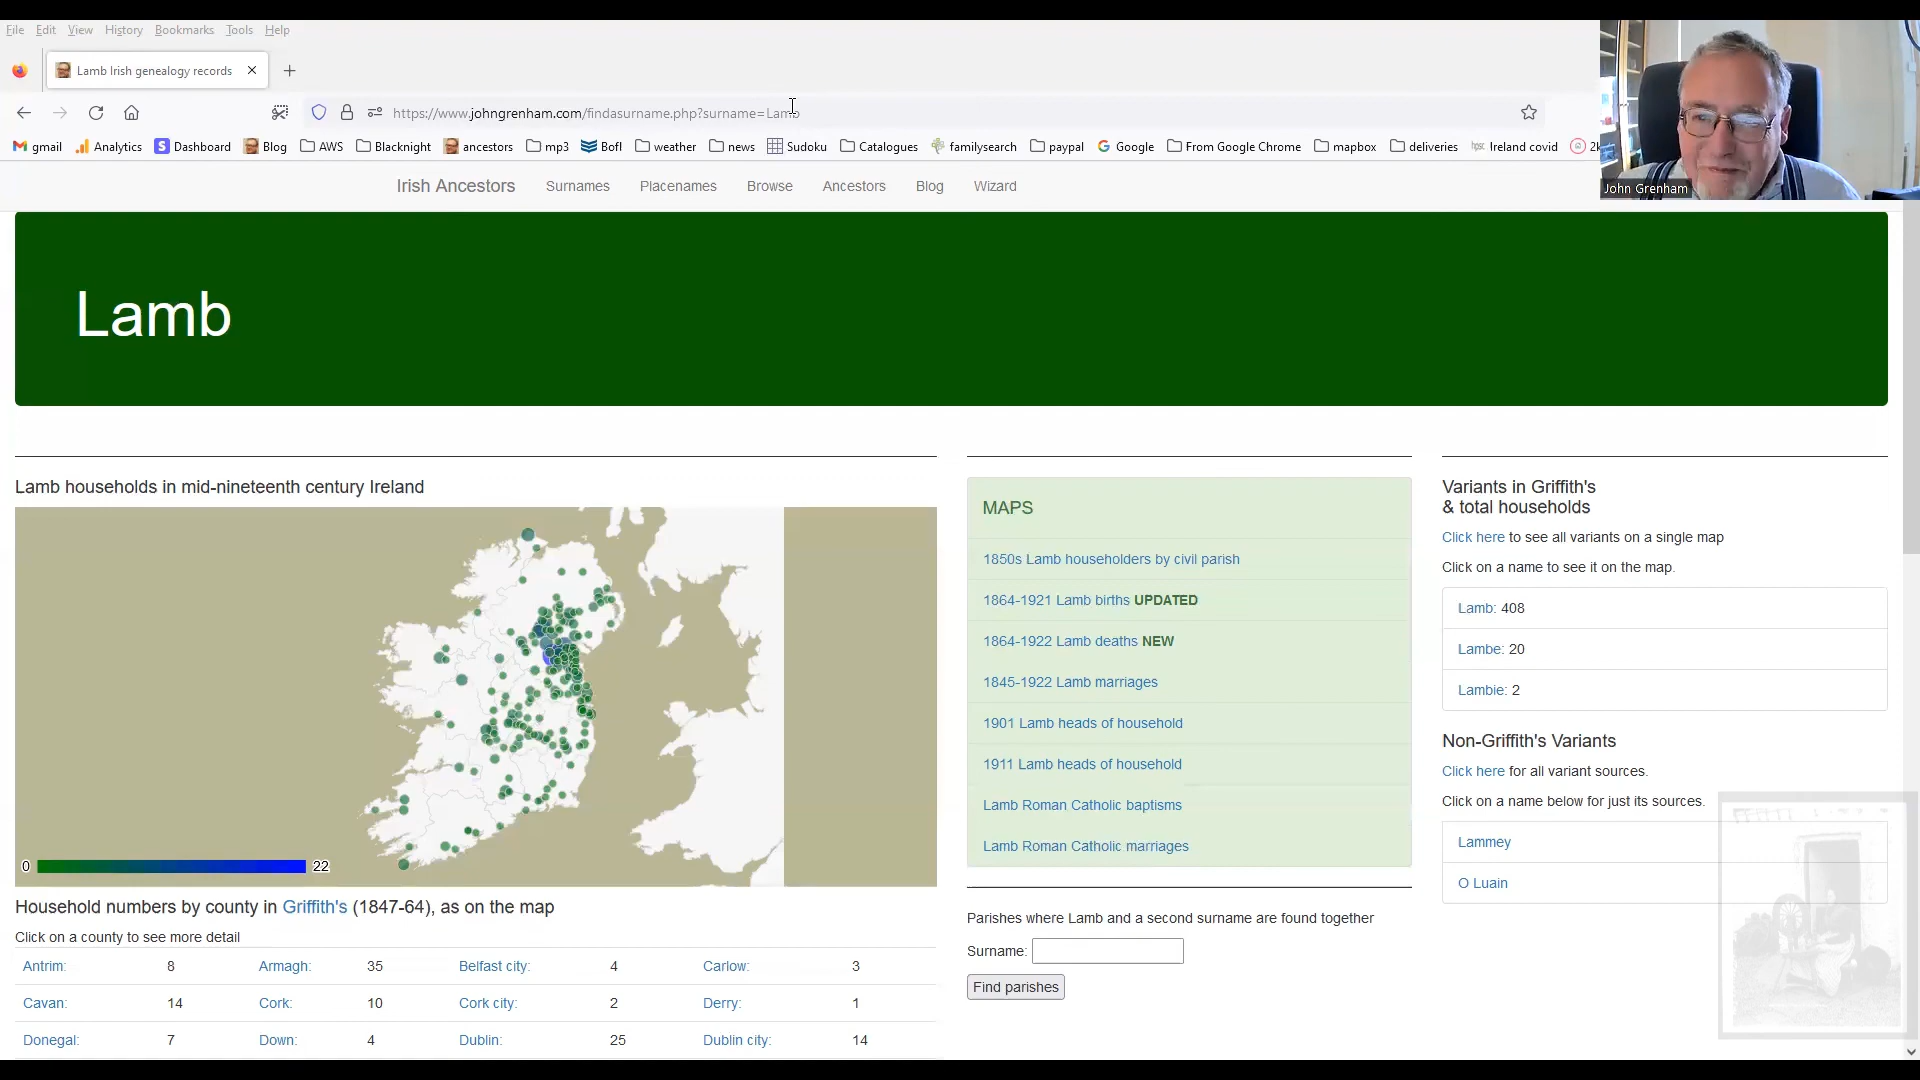 File Edit View History Bookmarks Tools Help
Lamb Irish genealogy records
https://www.johngrenham.com/findasurname.php?surname=Lamb
gmail Analytics Dashboard Blog AWS Blacknight ancestors mp3 BofI weather news Sudoku Catalogues familysearch paypal Google From Google Chrome mapbox deliveries Ireland covid
John Grenham
Irish Ancestors Surnames Placenames Browse Ancestors Blog Wizard
Lamb
Lamb households in mid-nineteenth century Ireland
0 22
Household numbers by county in Griffith's (1847-64), as on the map
Click on a county to see more detail
Antrim: 8 Armagh: 35 Belfast city: 4 Carlow: 3
Cavan: 14 Cork: 10 Cork city: 2 Derry: 1
Donegal: 7 Down: 4 Dublin: 25 Dublin city: 14
MAPS
1850s Lamb householders by civil parish
1864-1921 Lamb births UPDATED
1864-1922 Lamb deaths NEW
1845-1922 Lamb marriages
1901 Lamb heads of household
1911 Lamb heads of household
Lamb Roman Catholic baptisms
Lamb Roman Catholic marriages
Parishes where Lamb and a second surname are found together
Surname:
Find parishes
Variants in Griffith's
& total households
Click here to see all variants on a single map
Click on a name to see it on the map.
Lamb: 408
Lambe: 20
Lambie: 2
Non-Griffith's Variants
Click here for all variant sources.
Click on a name below for just its sources.
Lammey
O Luain